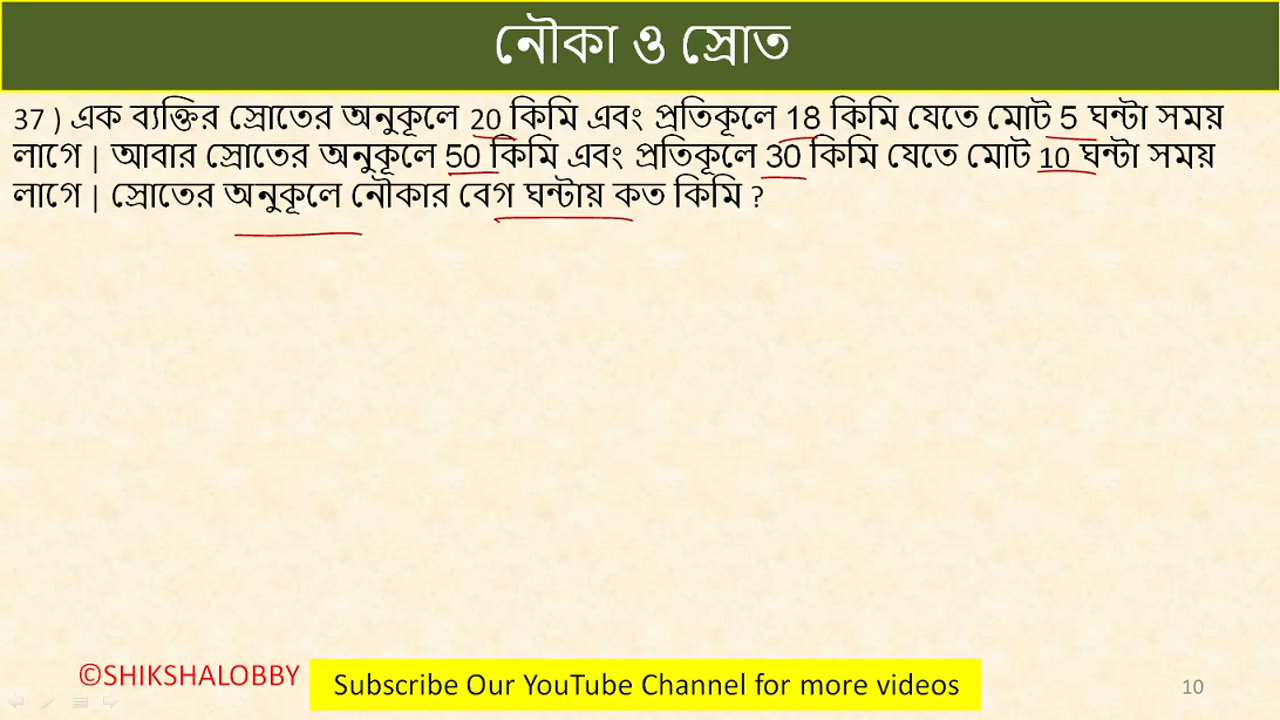 নৌকা ও স্রোত
37 ) এক ব্যক্তির স্রোতের অনুকূলে 20 কিমি এবং প্রতিকূলে 18 কিমি যেতে মোট 5 ঘন্টা সময়
লাগে | আবার স্রোতের অনুকূলে 50 কিমি এবং প্রতিকূলে 30 কিমি যেতে মোট 10 ঘন্টা সময়
লাগে | স্রোতের অনুকূলে নৌকার বেগ ঘন্টায় কত কিমি ?
©SHIKSHALOBBY
Subscribe Our YouTube Channel for more videos
10